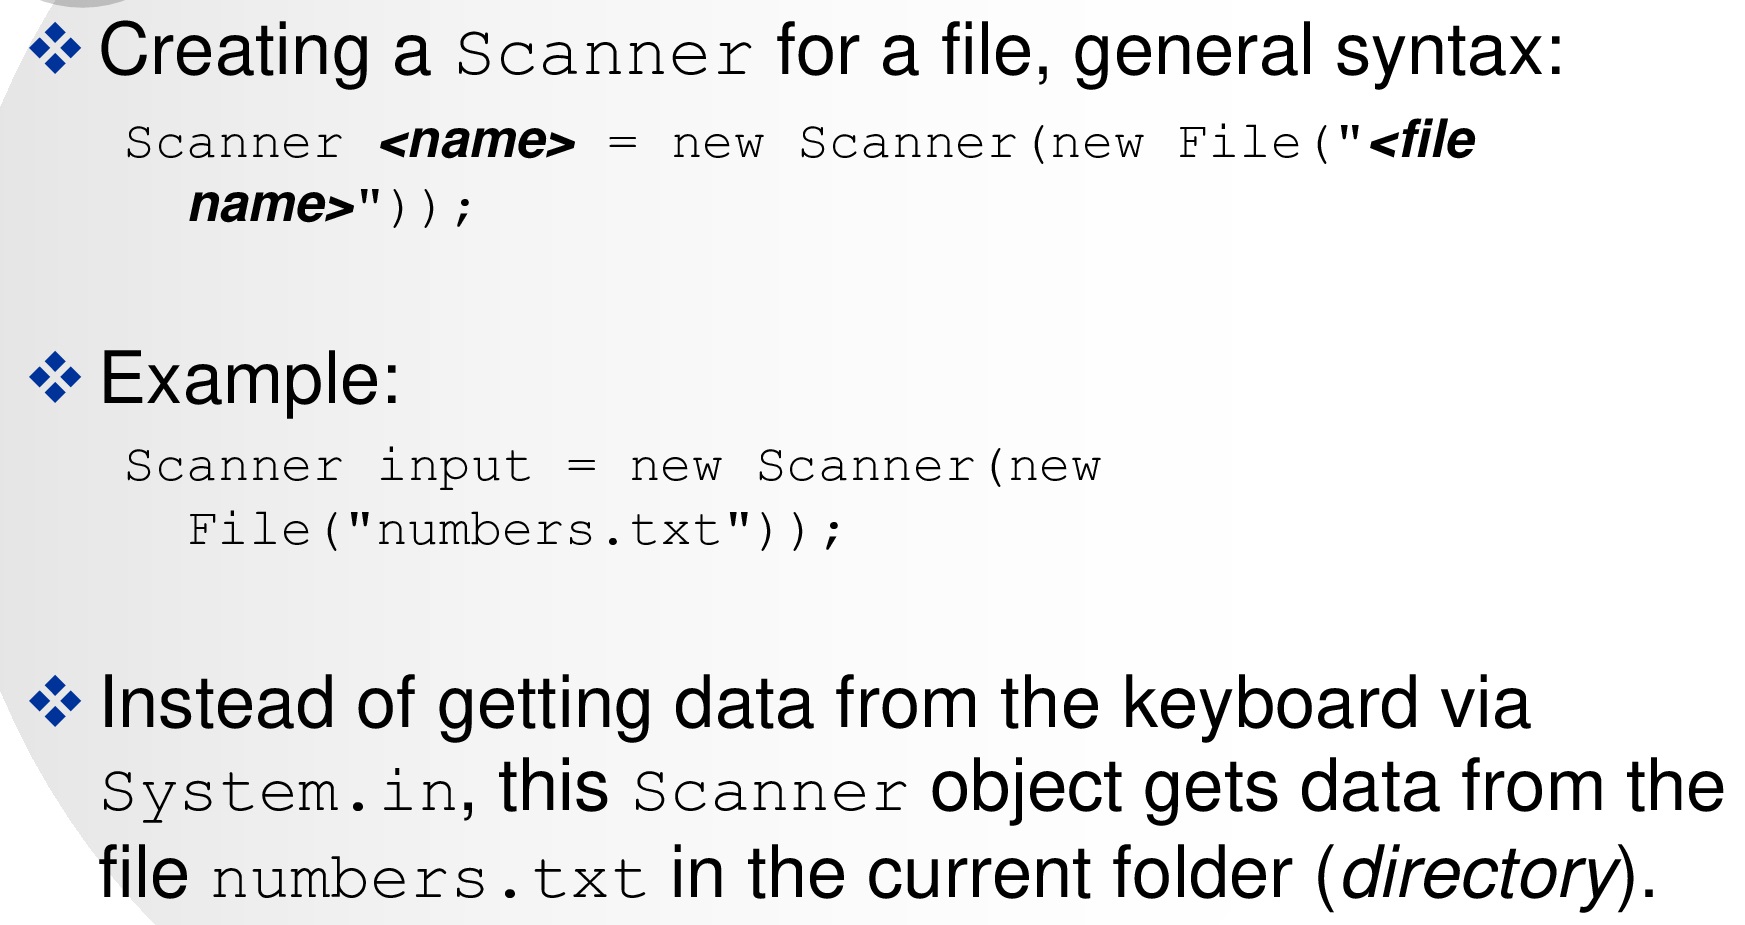 ❖ Creating a Scanner for a file, general syntax:
Scanner <name> = new Scanner(new File("<file
name>"));
❖ Example:
Scanner input = new Scanner(new
File("numbers.txt"));
❖ Instead of getting data from the keyboard via
System.in, this Scanner object gets data from the
file numbers.txt in the current folder (directory).